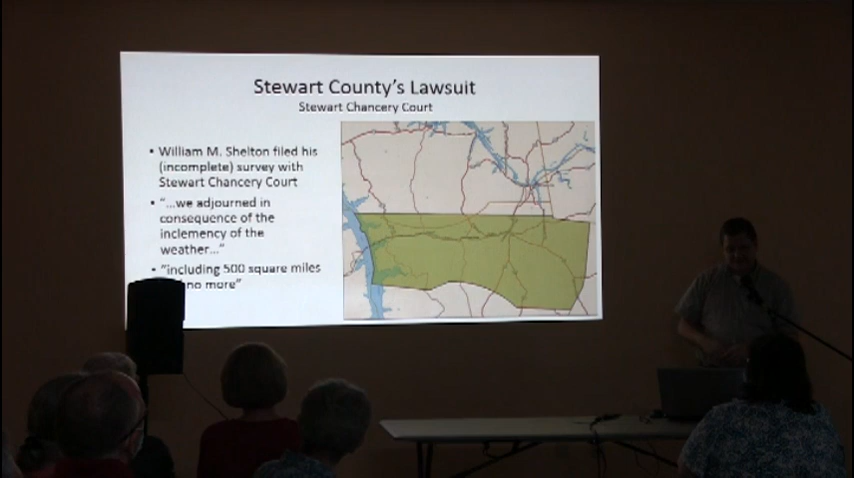 Stewart County's Lawsuit
Stewart Chancery Court
• William M. Shelton filed his
(incomplete) survey with
Stewart Chancery Court
• "...we adjourned in
consequence of the
inclemency of the
weather..."
• "including 500 square miles
no more"